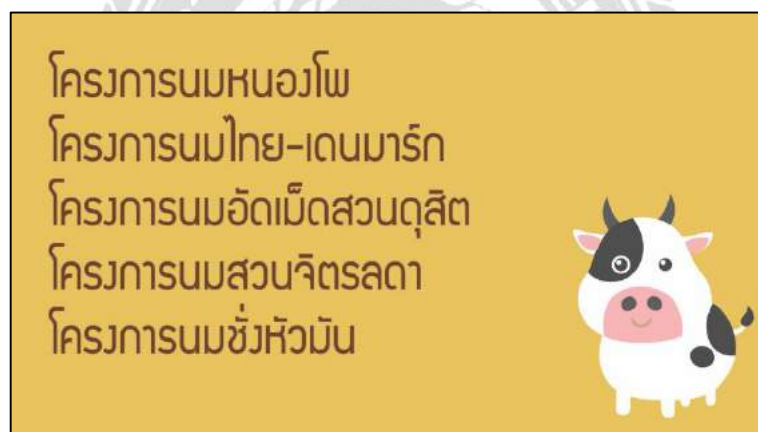 โครงการนมหนองโพ
โครงการนมไทย-เดนมาร์ก
โครงการนมอัดเม็ดสวนดุสิต
โครงการนมสวนจิตรลดา
โครงการนมชั่งหัวมัน